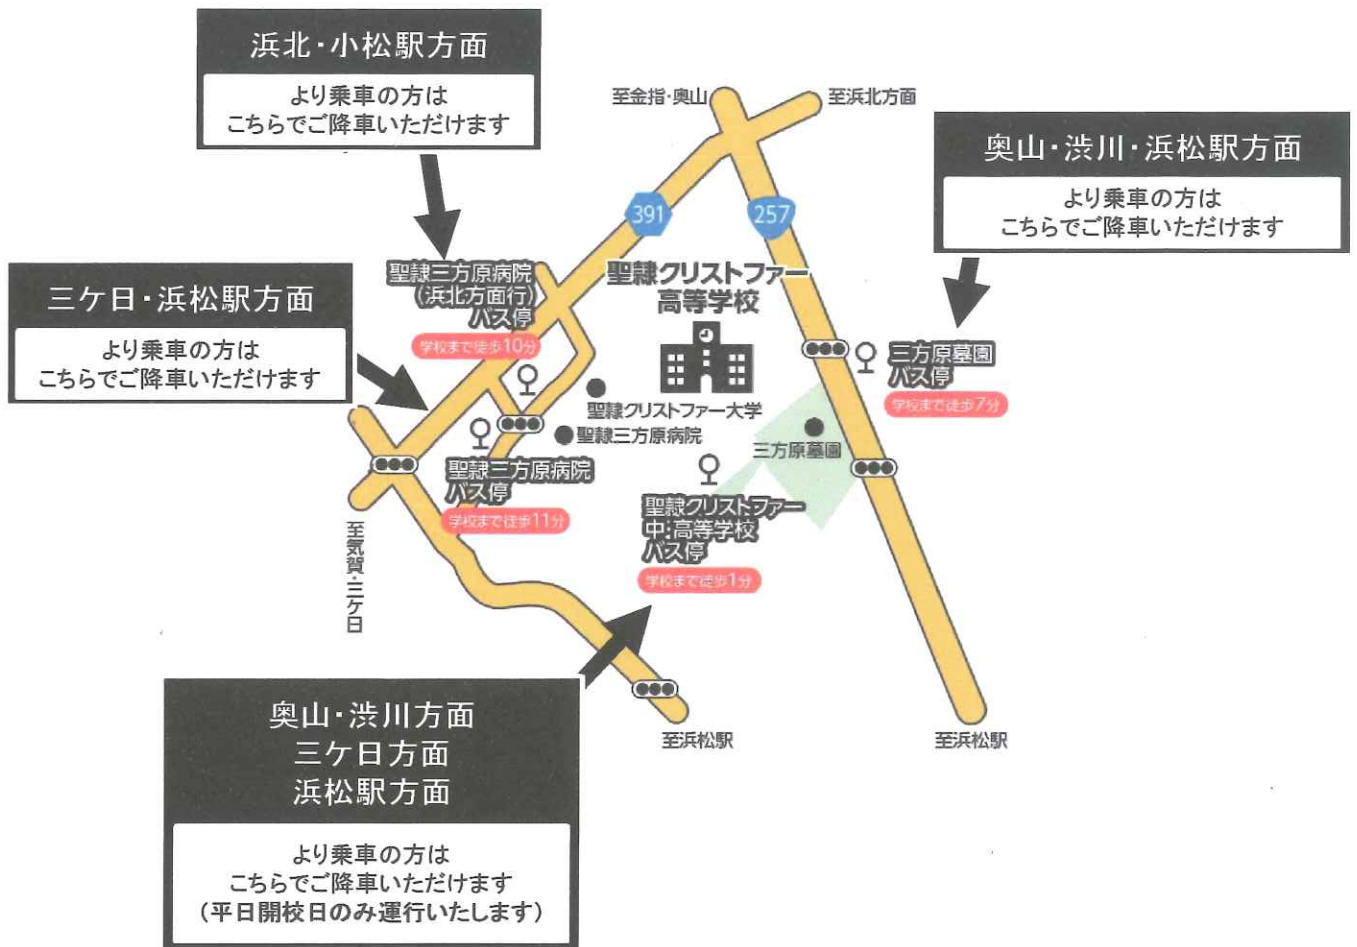 浜北・小松駅方面
より乗車の方は
こちらでご降車いただけます
至金指・奥山
至浜北方面
奥山・渋川・浜松駅方面
より乗車の方は
こちらでご降車いただけます
391
257
三ケ日・浜松駅方面
より乗車の方は
こちらでご降車いただけます
聖隷三方原病院
(浜北方面行)
バス停
学校まで徒歩10分
聖隷クリストファー
高等学校
三方原墓園
バス停
学校まで徒歩7分
聖隷クリストファー大学
聖隷三方原病院
三方原墓園
聖隷三方原病院
バス停
学校まで徒歩11分
聖隷クリストファー
中・高等学校
バス停
学校まで徒歩1分
至気賀・三ケ日
至浜松駅
至浜松駅
奥山・渋川方面
三ケ日方面
浜松駅方面
より乗車の方は
こちらでご降車いただけます
(平日開校日のみ運行いたします)